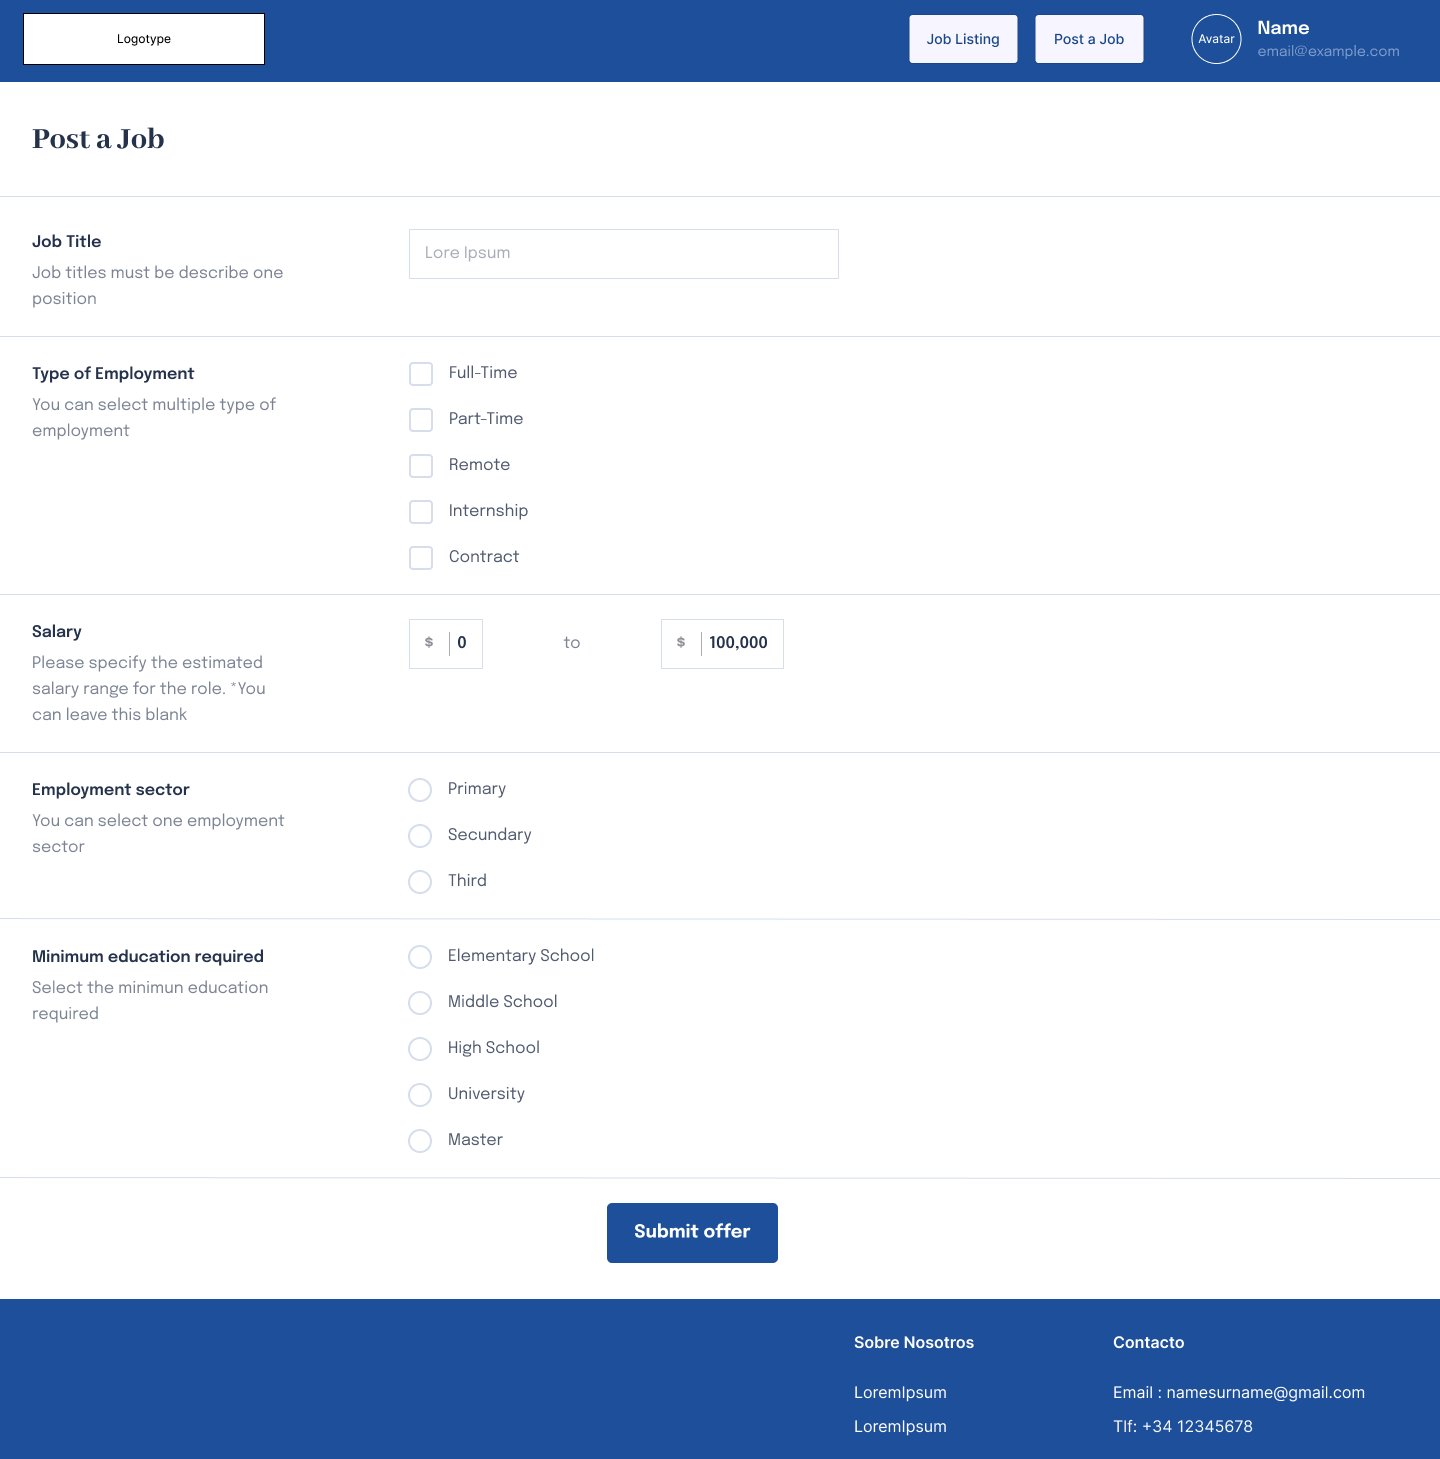 Logotype
Job Listing
Post a Job
Avatar
Name
email@example.com
Post a Job
Job Title
Job titles must be describe one
position
Lore Ipsum
Type of Employment
You can select multiple type of
employment
Full-Time
Part-Time
Remote
Internship
Contract
Salary
Please specify the estimated
salary range for the role. *You
can leave this blank
$ 0
to
$ 100,000
Employment sector
You can select one employment
sector
Primary
Secundary
Third
Minimum education required
Select the minimun education
required
Elementary School
Middle School
High School
University
Master
Submit offer
Sobre Nosotros
LoremIpsum
LoremIpsum
Contacto
Email : namesurname@gmail.com
Tlf: +34 12345678